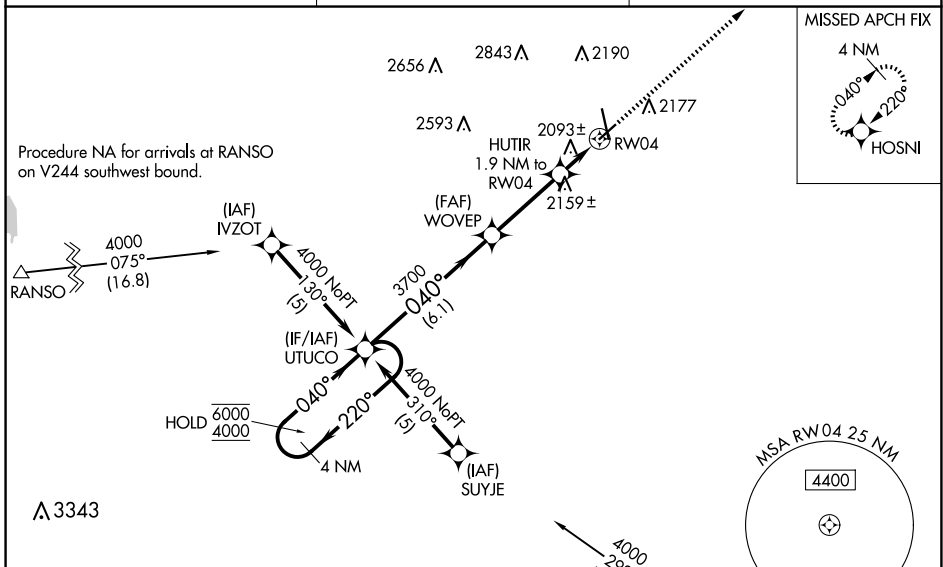 MISSED APCH FIX
4 NM
040°
220°
HOSNI
2656
2843
2190
2593
2177
2093±
RW04
HUTIR
1.9 NM to
RW04
2159±
Procedure NA for arrivals at RANSO
on V244 southwest bound.
(FAF)
WOVEP
(IAF)
IVZOT
4000
075°
(16.8)
RANSO
4000 NoPT
130°
(5)
3700
040°
(6.1)
(IF/IAF)
UTUCO
040°
220°
HOLD 6000
4000
4 NM
4000 NoPT
310°
(5)
(IAF)
SUYJE
3343
MSA RW04 25 NM
4400
4000